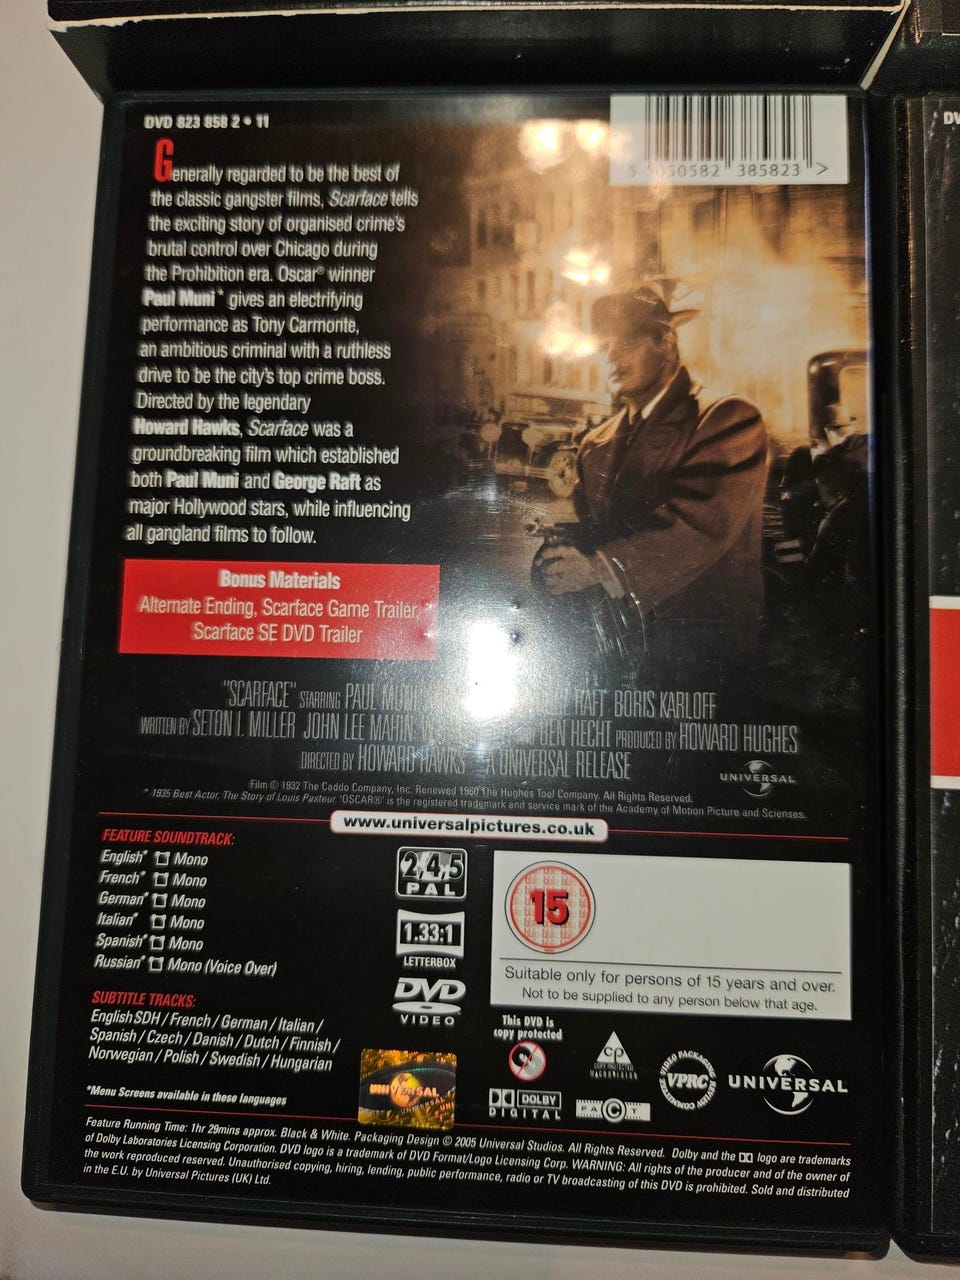 DVD 823 858 2 • 11
5 050582 385823 >
DV
Generally regarded to be the best of
the classic gangster films, Scarface tells
the exciting story of organised crime's
brutal control over Chicago during
the Prohibition era. Oscar® winner
Paul Muni* gives an electrifying
performance as Tony Carmonte,
an ambitious criminal with a ruthless
drive to be the city's top crime boss.
Directed by the legendary
Howard Hawks, Scarface was a
groundbreaking film which established
both Paul Muni and George Raft as
major Hollywood stars, while influencing
all gangland films to follow.
Bonus Materials
Alternate Ending, Scarface Game Trailer,
Scarface SE DVD Trailer
"SCARFACE" STARRING PAUL MUNI RAFT BORIS KARLOFF
WRITTEN BY SETON I. MILLER JOHN LEE MAHIN BEN HECHT PRODUCED BY HOWARD HUGHES
DIRECTED BY HOWARD HAWKS A UNIVERSAL RELEASE
UNIVERSAL
Film © 1932 The Caddo Company, Inc. Renewed 1960 The Hughes Tool Company. All Rights Reserved.
* 1935 Best Actor, The Story of Louis Pasteur. 'OSCAR®' is the registered trademark and service mark of the Academy of Motion Picture and Scienses.
www.universalpictures.co.uk
FEATURE SOUNDTRACK:
English* Mono
French* Mono
German* Mono
Italian* Mono
Spanish* Mono
Russian* Mono (Voice Over)
SUBTITLE TRACKS:
English SDH / French / German / Italian /
Spanish / Czech / Danish / Dutch / Finnish /
Norwegian / Polish / Swedish / Hungarian
*Menu Screens available in these languages
2,4,5
PAL
1.33:1
LETTERBOX
DVD
VIDEO
UNIVERSAL
15
Suitable only for persons of 15 years and over.
Not to be supplied to any person below that age.
This DVD is
copy protected
DOLBY
DIGITAL
CP
COPY PROTECTED
MACROVISION
FACT
VIDEO PACKAGING REVIEW COMMITTEE
VPRC
UNIVERSAL
Feature Running Time: 1hr 29mins approx. Black & White. Packaging Design © 2005 Universal Studios. All Rights Reserved. Dolby and the logo are trademarks
of Dolby Laboratories Licensing Corporation. DVD logo is a trademark of DVD Format/Logo Licensing Corp. WARNING: All rights of the producer and of the owner of
the work reproduced reserved. Unauthorised copying, hiring, lending, public performance, radio or TV broadcasting of this DVD is prohibited. Sold and distributed
in the E.U. by Universal Pictures (UK) Ltd.